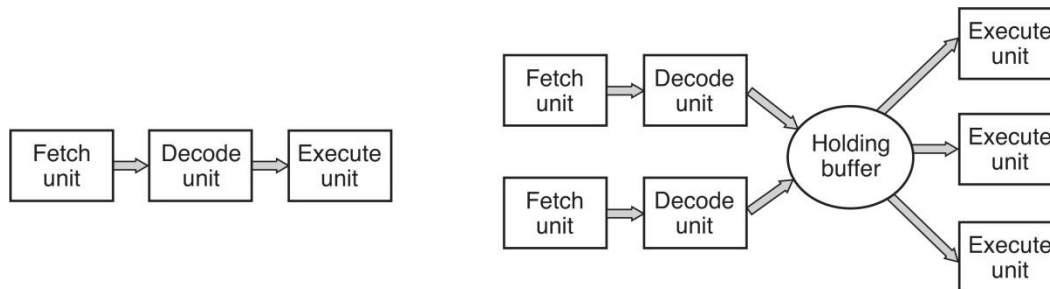 Fetch
unit
Decode
unit
Execute
unit
Fetch
unit
Decode
unit
Fetch
unit
Decode
unit
Holding
buffer
Execute
unit
Execute
unit
Execute
unit